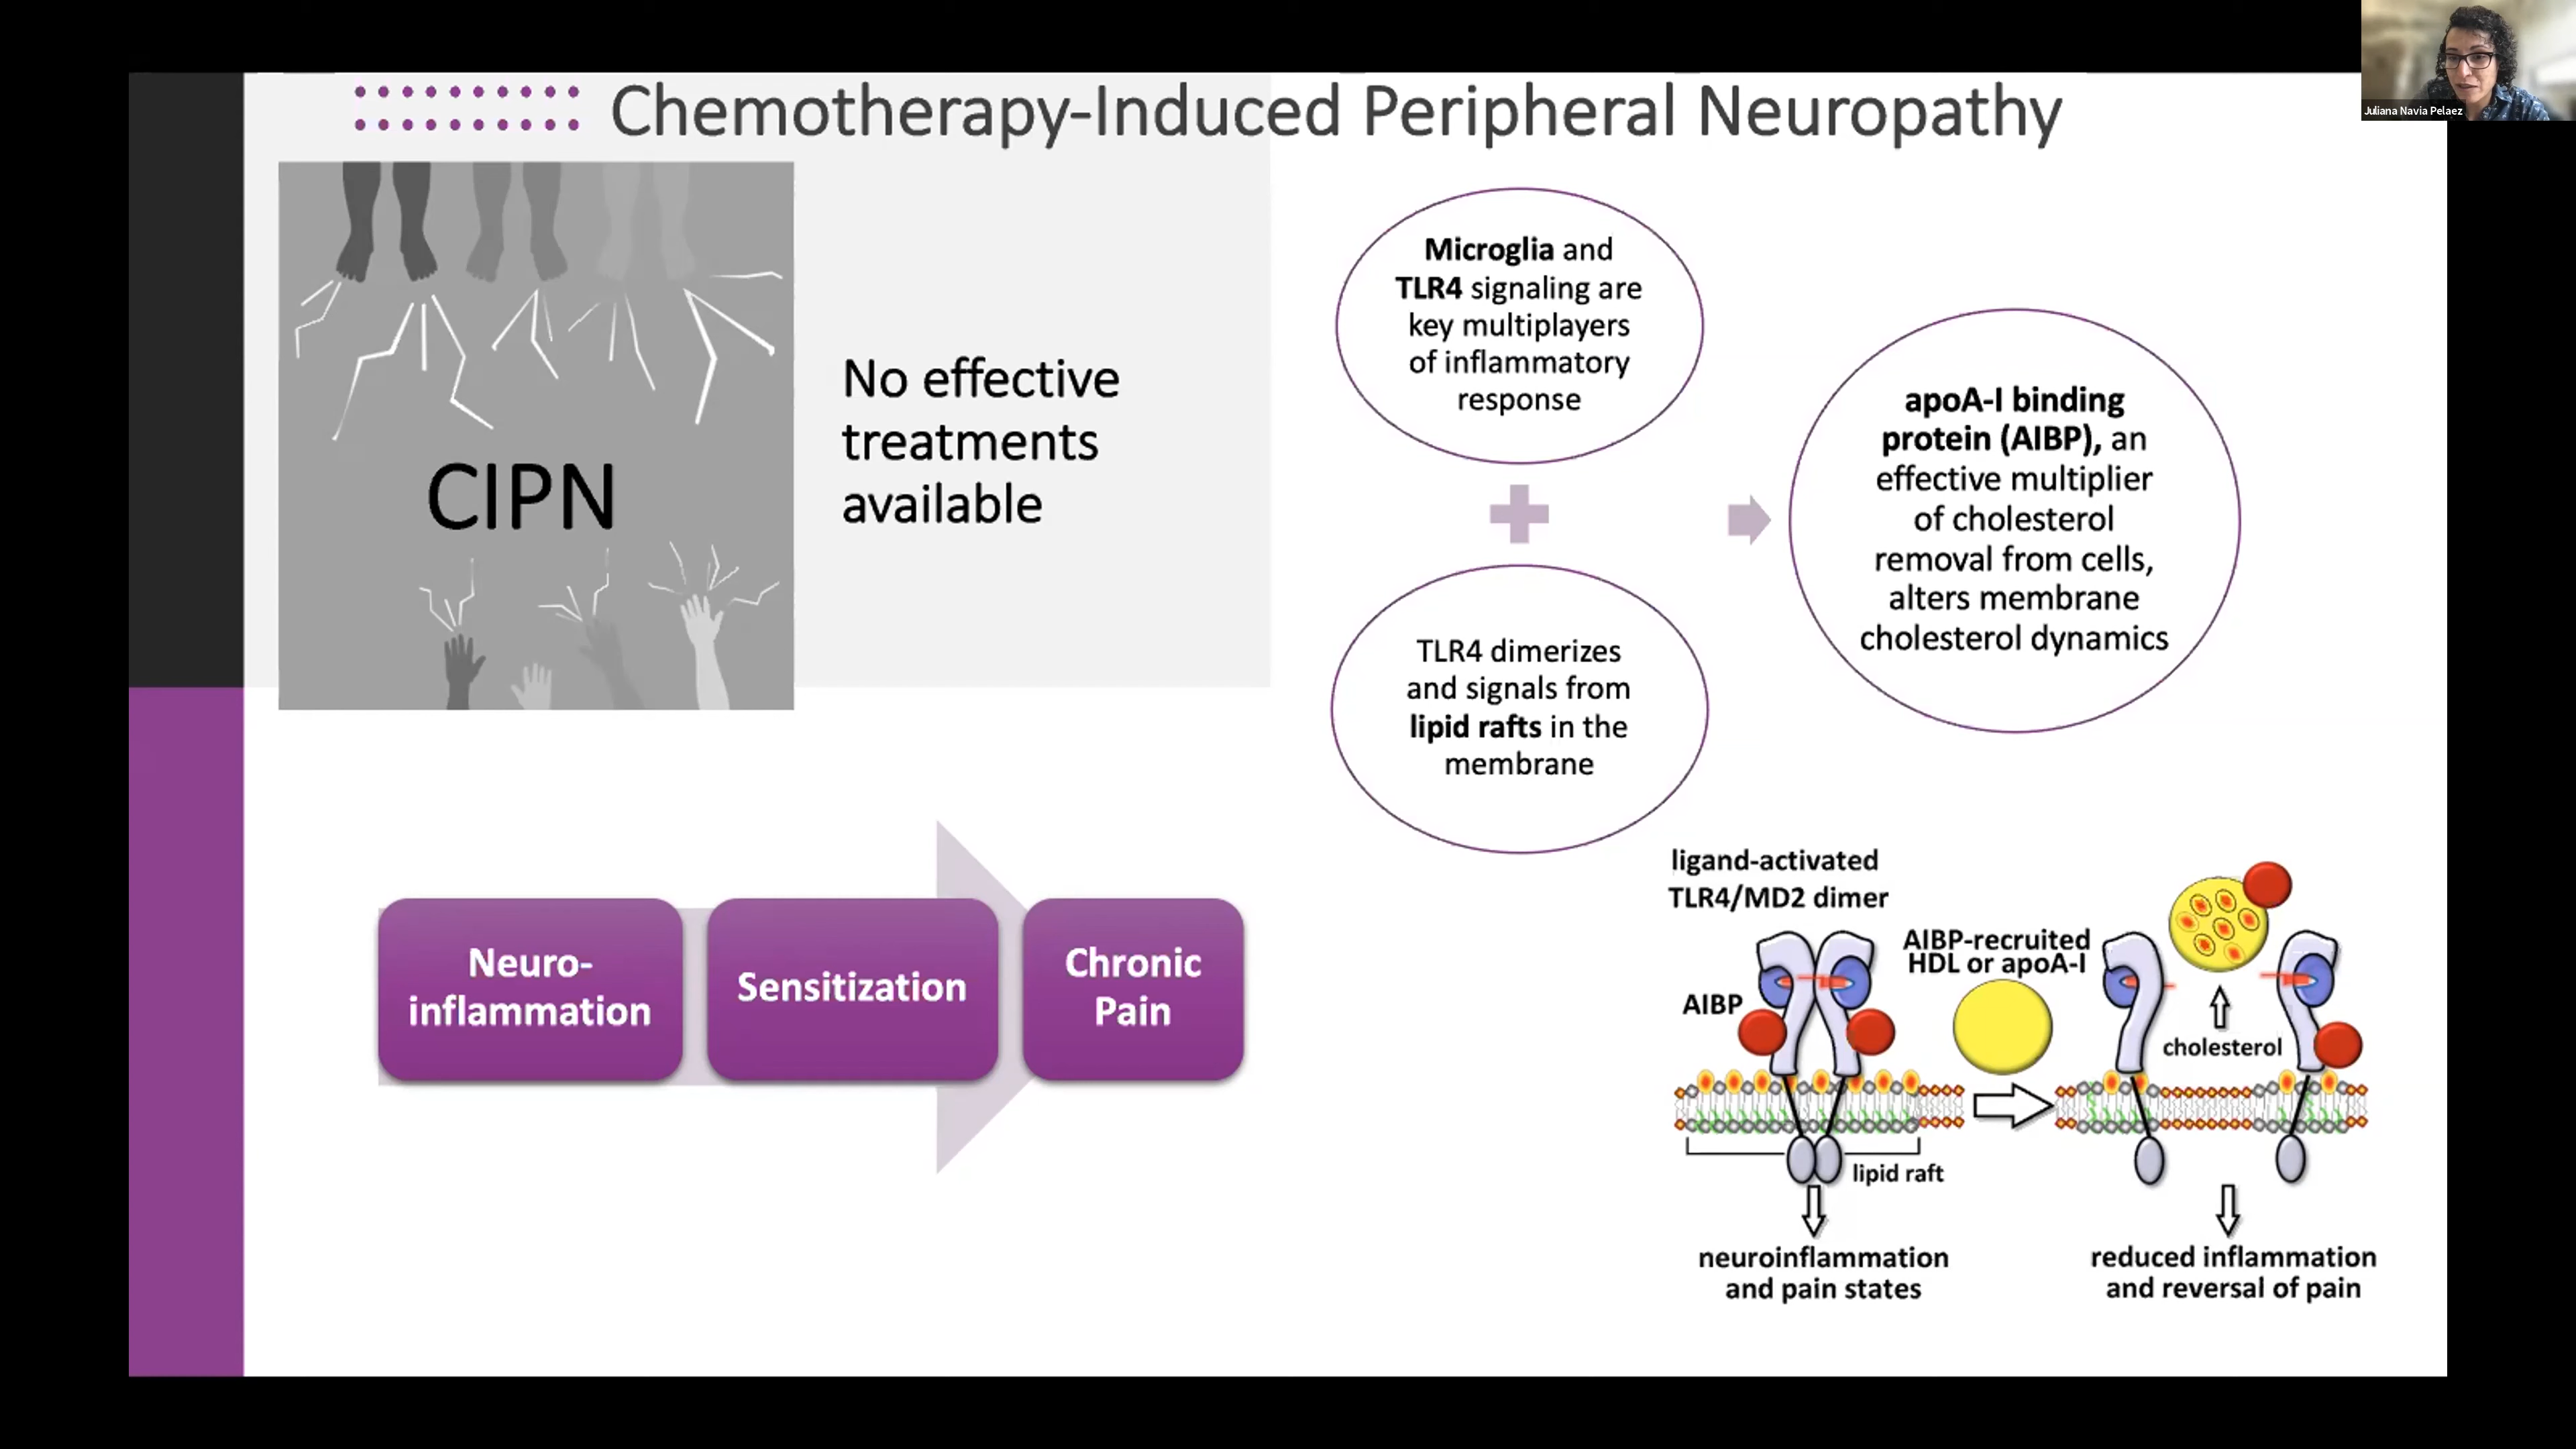 Chemotherapy-Induced Peripheral Neuropathy
Juliana Navia Pelaez
CIPN
No effective
treatments
available
Neuro-
inflammation
Sensitization
Chronic
Pain
Microglia and
TLR4 signaling are
key multiplayers
of inflammatory
response
TLR4 dimerizes
and signals from
lipid rafts in the
membrane
apoA-I binding
protein (AIBP), an
effective multiplier
of cholesterol
removal from cells,
alters membrane
cholesterol dynamics
ligand-activated
TLR4/MD2 dimer
AIBP
AIBP-recruited
HDL or apoA-I
cholesterol
lipid raft
neuroinflammation
and pain states
reduced inflammation
and reversal of pain